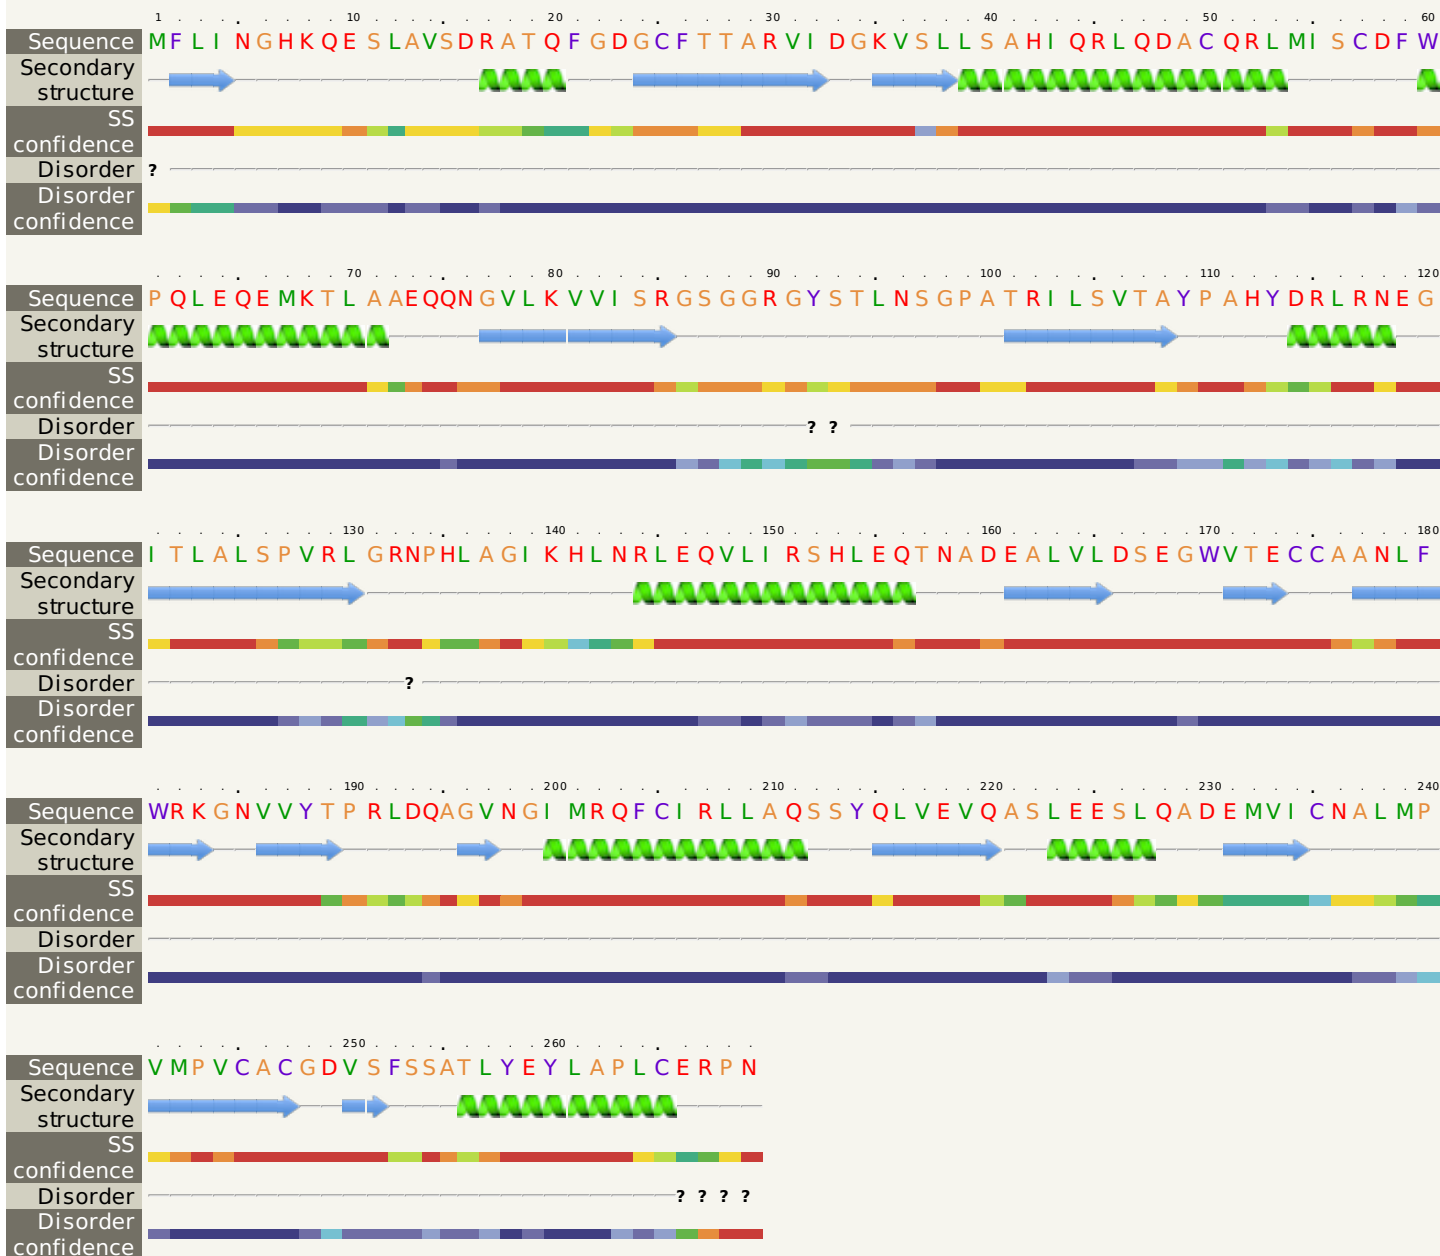 1 10 20 30 40 50 60
Sequence MFLINGHKQESLAVSDRATQFGDGCFTTARVIDGKVSLLSAHIQRLQDACQRLMISCDFW
Secondary
structure
SS
confidence
Disorder ?
Disorder
confidence
70 80 90 100 110 120
Sequence PQLEQEMKTLAAEQQNGVLKVVISRGSGGRGYSTLNSGPATRILSVTAYPAHYDRLRNEG
Secondary
structure
SS
confidence
Disorder ? ?
Disorder
confidence
130 140 150 160 170 180
Sequence ITLALSPVRLGRNPHLAGIKHLNRLEQVLIRSHLEQTNADEALVLDSEGWVTECCAANLF
Secondary
structure
SS
confidence
Disorder ?
Disorder
confidence
190 200 210 220 230 240
Sequence WRKGNVVYTPRLDQAGVNGIMRQFCIRLLAQSSYQLVEVQASLEESLQADEMVICNALMP
Secondary
structure
SS
confidence
Disorder
Disorder
confidence
250 260
Sequence VMPVCACGDVSFSSATLYEYLAPLCERPN
Secondary
structure
SS
confidence
Disorder ? ? ? ?
Disorder
confidence